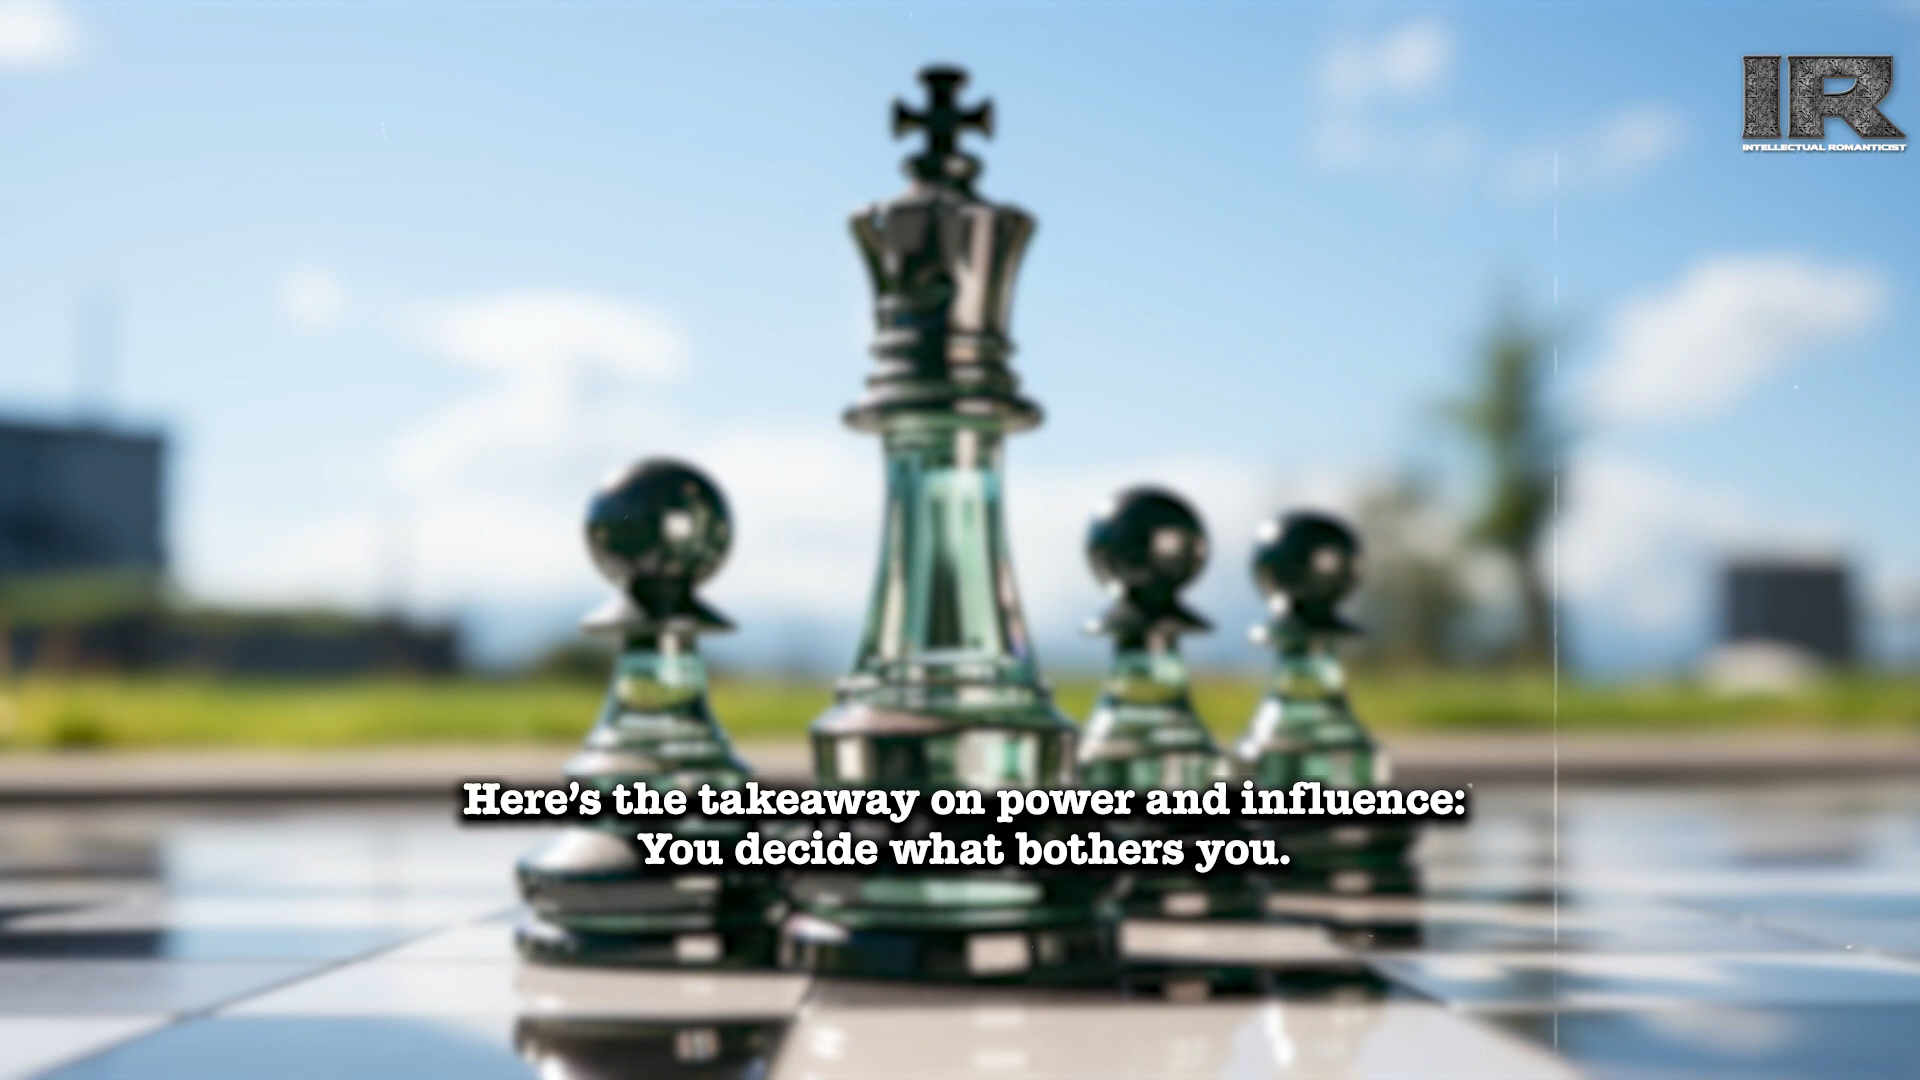 IR
INTELLECTUAL ROMANTICIST
Here's the takeaway on power and influence:
You decide what bothers you.